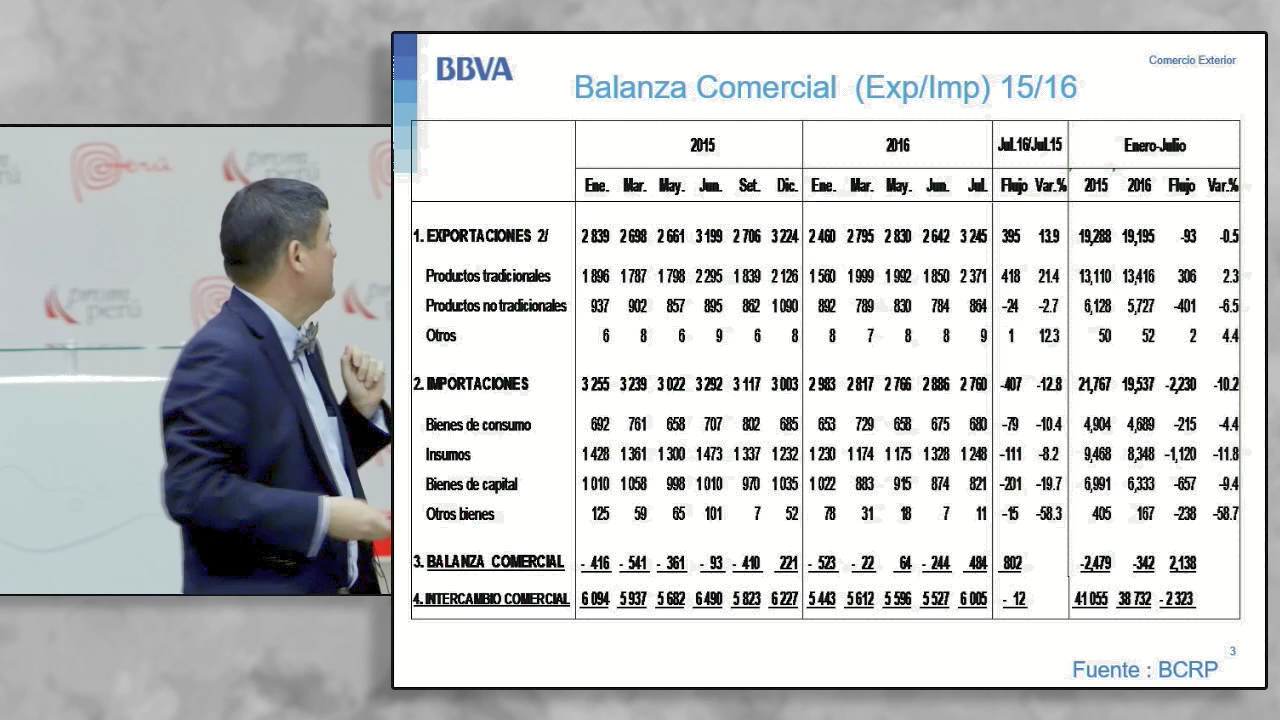 BBVA
Comercio Exterior
Balanza Comercial (Exp/Imp) 15/16
2015 2016 Jul.16/Jul.15 Enero-Julio
Ene. Mar. May. Jun. Set. Dic. Ene. Mar. May. Jun. Jul. Flujo Var.% 2015 2016 Flujo Var.%
1. EXPORTACIONES 2/ 2 839 2 698 2 661 3 199 2 706 3 224 2 460 2 795 2 830 2 642 3 245 395 13.9 19,288 19,195 -93 -0.5
Productos tradicionales 1 896 1 787 1 798 2 295 1 839 2 126 1 560 1 999 1 992 1 850 2 371 418 21.4 13,110 13,416 306 2.3
Productos no tradicionales 937 902 857 895 862 1 090 892 789 830 784 864 -24 -2.7 6,128 5,727 -401 -6.5
Otros 6 8 6 9 6 8 8 7 8 8 9 1 12.3 50 52 2 4.4
2. IMPORTACIONES 3 255 3 239 3 022 3 292 3 117 3 003 2 983 2 817 2 766 2 886 2 760 -407 -12.8 21,767 19,537 -2,230 -10.2
Bienes de consumo 692 761 658 707 802 685 653 729 658 675 680 -79 -10.4 4,904 4,689 -215 -4.4
Insumos 1 428 1 361 1 300 1 473 1 337 1 232 1 230 1 174 1 175 1 328 1 248 -111 -8.2 9,468 8,348 -1,120 -11.8
Bienes de capital 1 010 1 058 998 1 010 970 1 035 1 022 883 915 874 821 -201 -19.7 6,991 6,333 -657 -9.4
Otros bienes 125 59 65 101 7 52 78 31 18 7 11 -15 -58.3 405 167 -238 -58.7
3. BALANZA COMERCIAL - 416 - 541 - 361 - 93 - 410 221 - 523 - 22 64 - 244 484 802 -2,479 -342 2,138
4. INTERCAMBIO COMERCIAL 6 094 5 937 5 682 6 490 5 823 6 227 5 443 5 612 5 596 5 527 6 005 - 12 41 055 38 732 - 2 323
3
Fuente : BCRP
Perú
perú